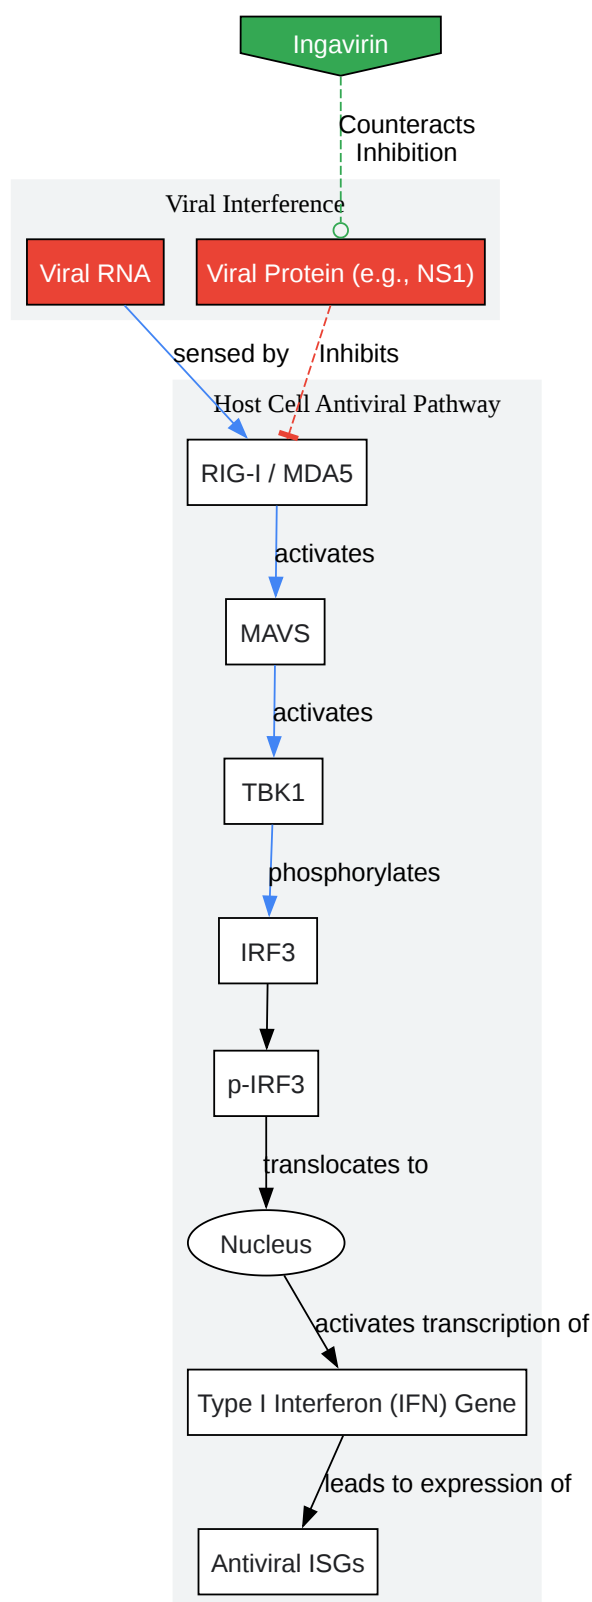 Ingavirin
Counteracts
Inhibition
Viral Interference
Viral RNA
Viral Protein (e.g., NS1)
sensed by
Inhibits
Host Cell Antiviral Pathway
RIG-I / MDA5
activates
MAVS
activates
TBK1
phosphorylates
IRF3
p-IRF3
translocates to
Nucleus
activates transcription of
Type I Interferon (IFN) Gene
leads to expression of
Antiviral ISGs